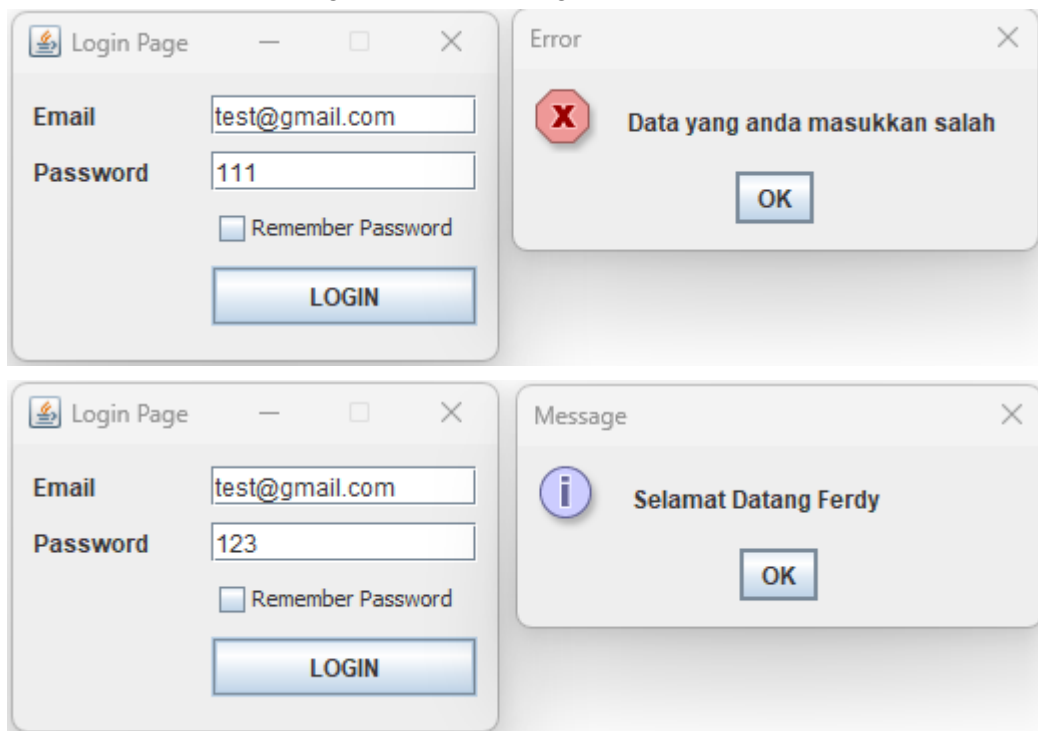 Login Page
Email test@gmail.com
Password 111
Remember Password
LOGIN
Error
Data yang anda masukkan salah
OK
Login Page
Email test@gmail.com
Password 123
Remember Password
LOGIN
Message
Selamat Datang Ferdy
OK